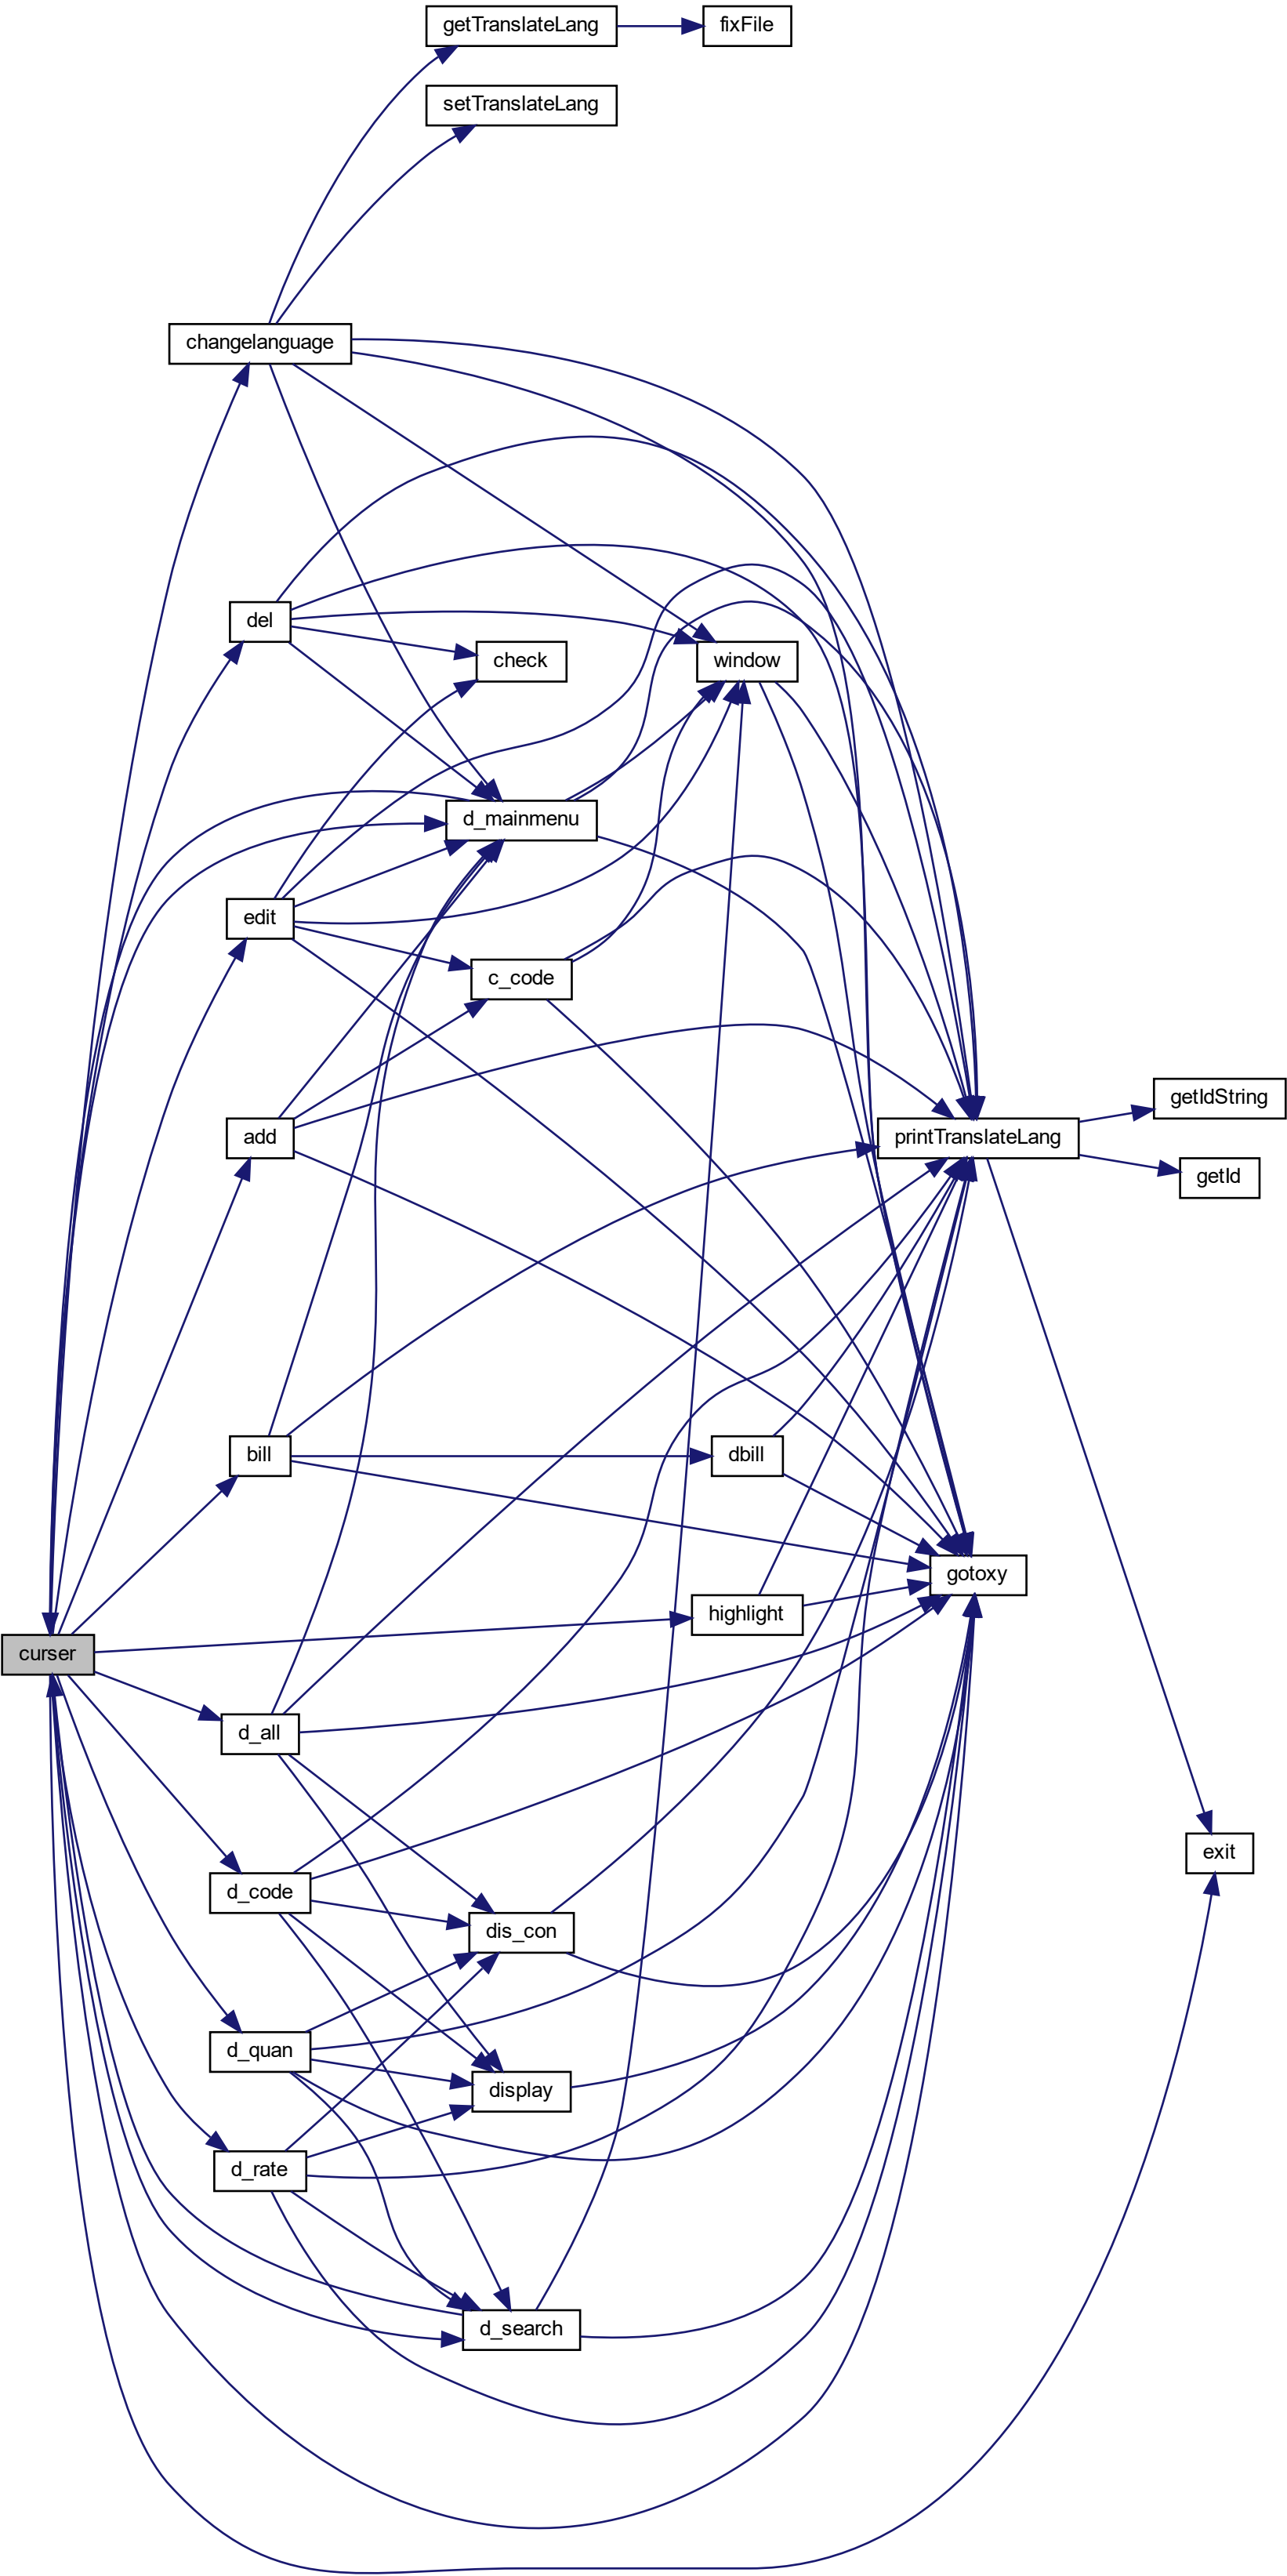 getTranslateLang
fixFile
setTranslateLang
changelanguage
del
check
window
d_mainmenu
edit
c_code
add
getIdString
printTranslateLang
getId
bill
dbill
gotoxy
highlight
curser
d_all
exit
d_code
dis_con
d_quan
display
d_rate
d_search